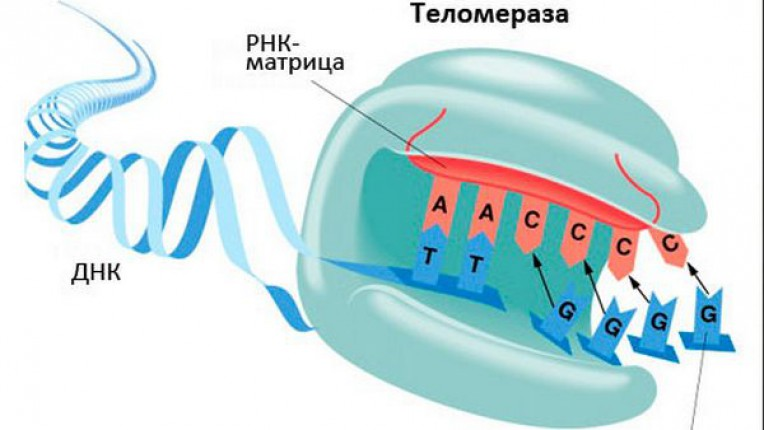 Теломераза
РНК-
матрица
A A C C C C
T T
G G G G
ДНК